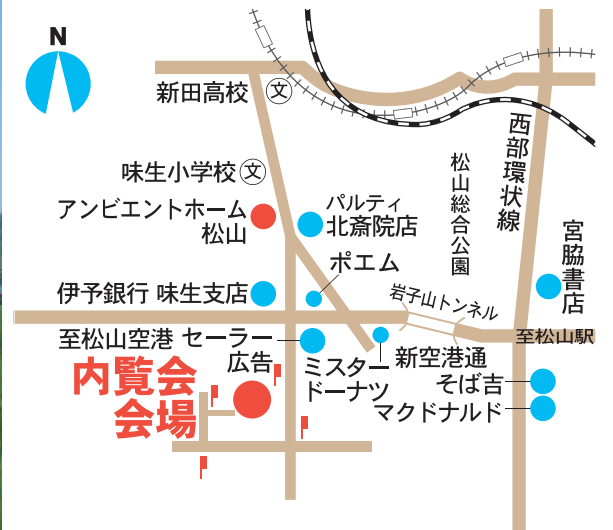 N
新田高校
文
味生小学校
文
アンビエントホーム
松山
パルティ
北斎院店
松山総合公園
西部環状線
宮脇書店
ポエム
伊予銀行 味生支店
岩子山トンネル
至松山空港
セーラー
広告
至松山駅
新空港通
ミスター
ドーナツ
そば吉
マクドナルド
内覧会
会場